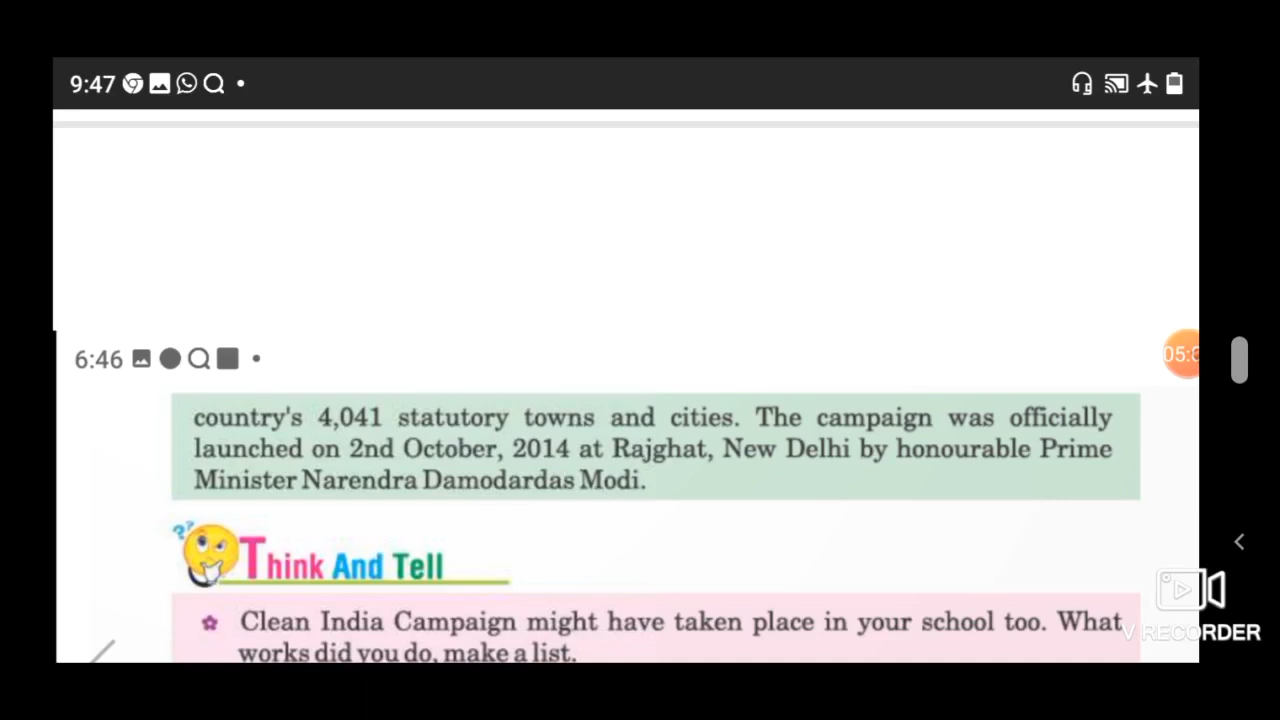 9:47
6:46
05:
country's 4,041 statutory towns and cities. The campaign was officially
launched on 2nd October, 2014 at Rajghat, New Delhi by honourable Prime
Minister Narendra Damodardas Modi.
??
Think And Tell
Clean India Campaign might have taken place in your school too. What
works did you do, make a list.
V RECORDER